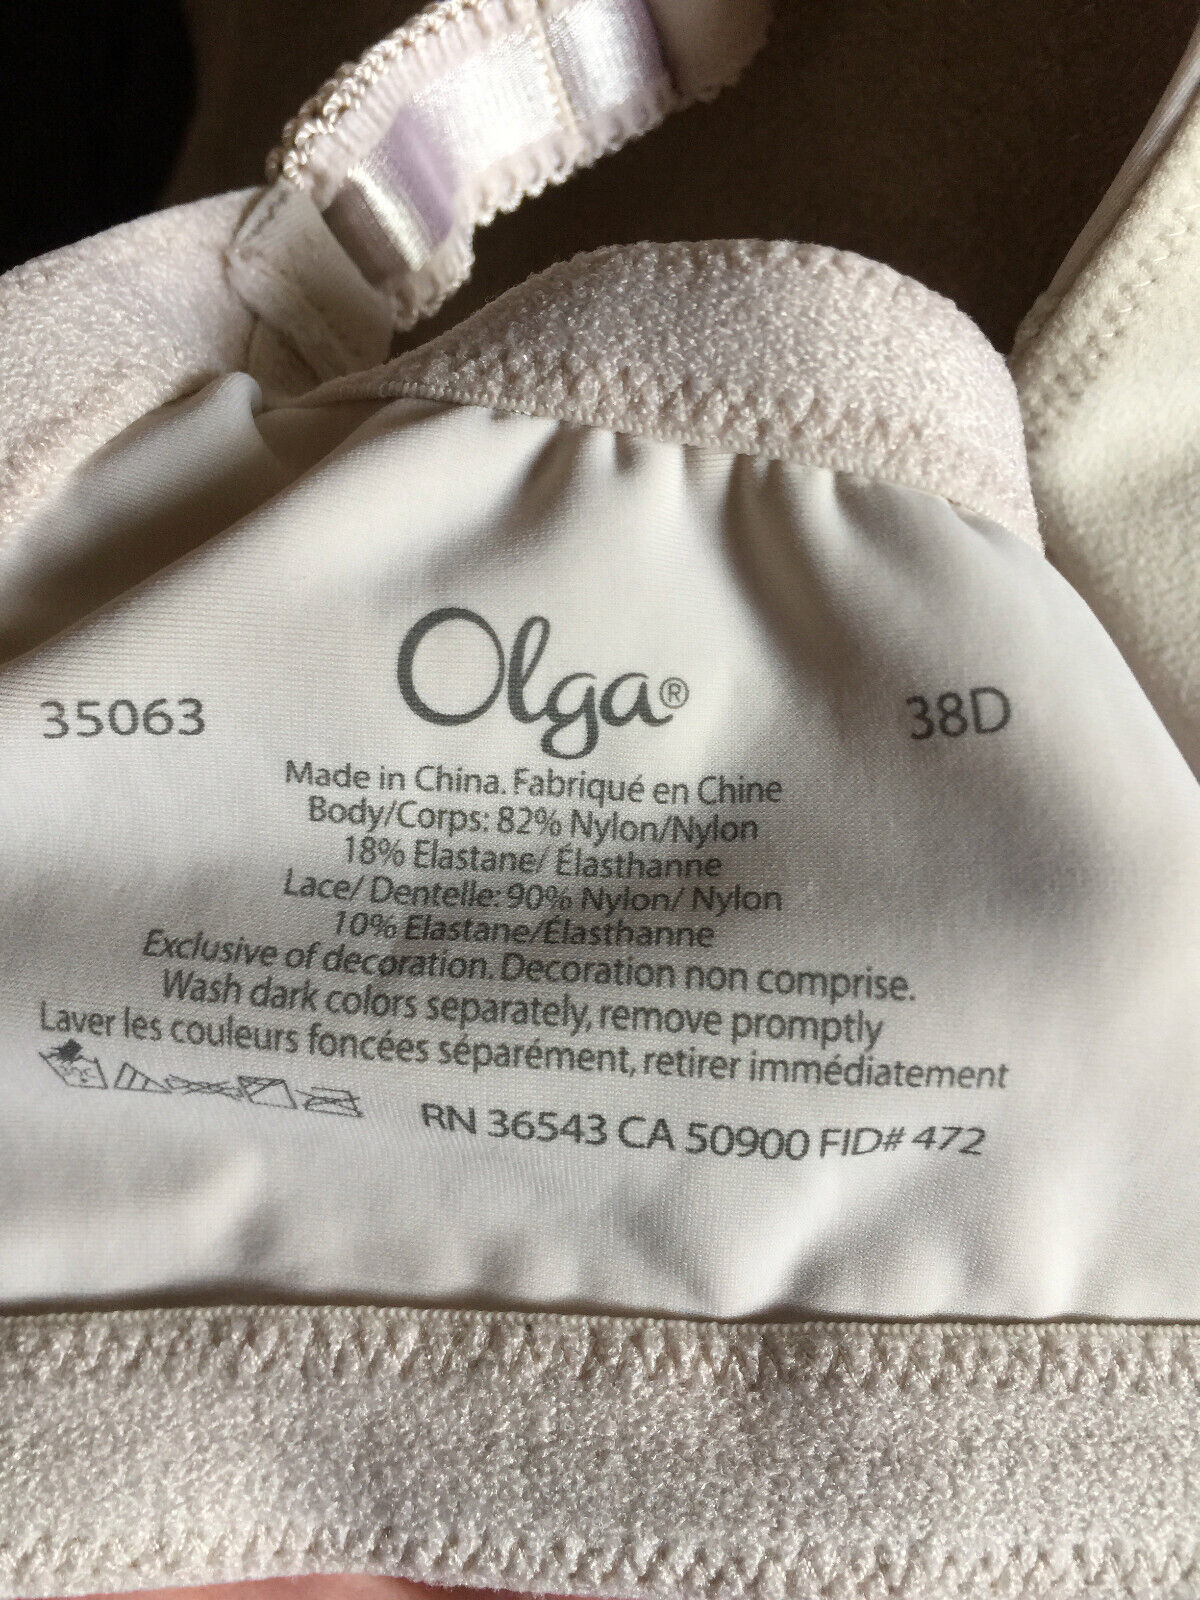 Olga®
35063
38D
Made in China. Fabriqué en Chine
Body/Corps: 82% Nylon/Nylon
18% Elastane/ Élasthanne
Lace/ Dentelle: 90% Nylon/ Nylon
10% Elastane/Élasthanne
Exclusive of decoration. Decoration non comprise.
Wash dark colors separately, remove promptly
Laver les couleurs foncées séparément, retirer immédiatement
RN 36543 CA 50900 FID# 472